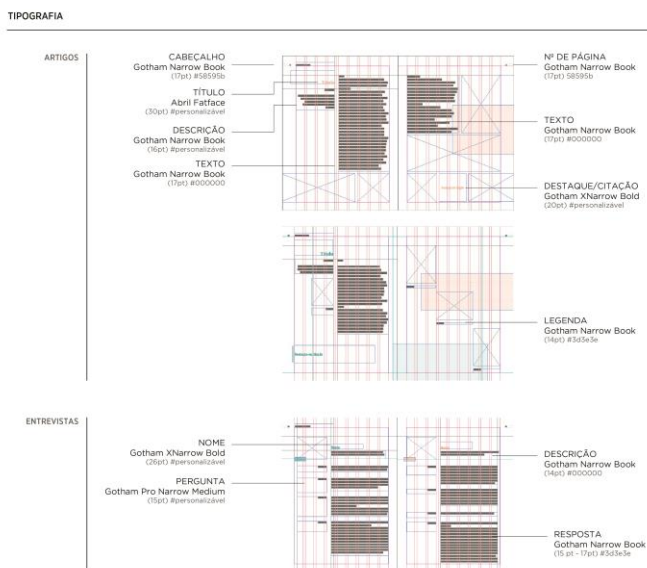 TIPOGRAFIA
ARTIGOS
CABEÇALHO
Gotham Narrow Book
(17pt) #58595b
TÍTULO
Abril Fatface
(30pt) #personalizável
DESCRIÇÃO
Gotham Narrow Book
(16pt) #personalizável
TEXTO
Gotham Narrow Book
(17pt) #000000
Nº DE PÁGINA
Gotham Narrow Book
(17pt) 58595b
TEXTO
Gotham Narrow Book
(17pt) #000000
DESTAQUE/CITAÇÃO
Gotham XNarrow Bold
(20pt) #personalizável
LEGENDA
Gotham Narrow Book
(14pt) #3d3e3e
ENTREVISTAS
NOME
Gotham XNarrow Bold
(26pt) #personalizável
PERGUNTA
Gotham Pro Narrow Medium
(15pt) #personalizável
DESCRIÇÃO
Gotham Narrow Book
(14pt) #000000
RESPOSTA
Gotham Narrow Book
(15 pt - 17pt) #3d3e3e